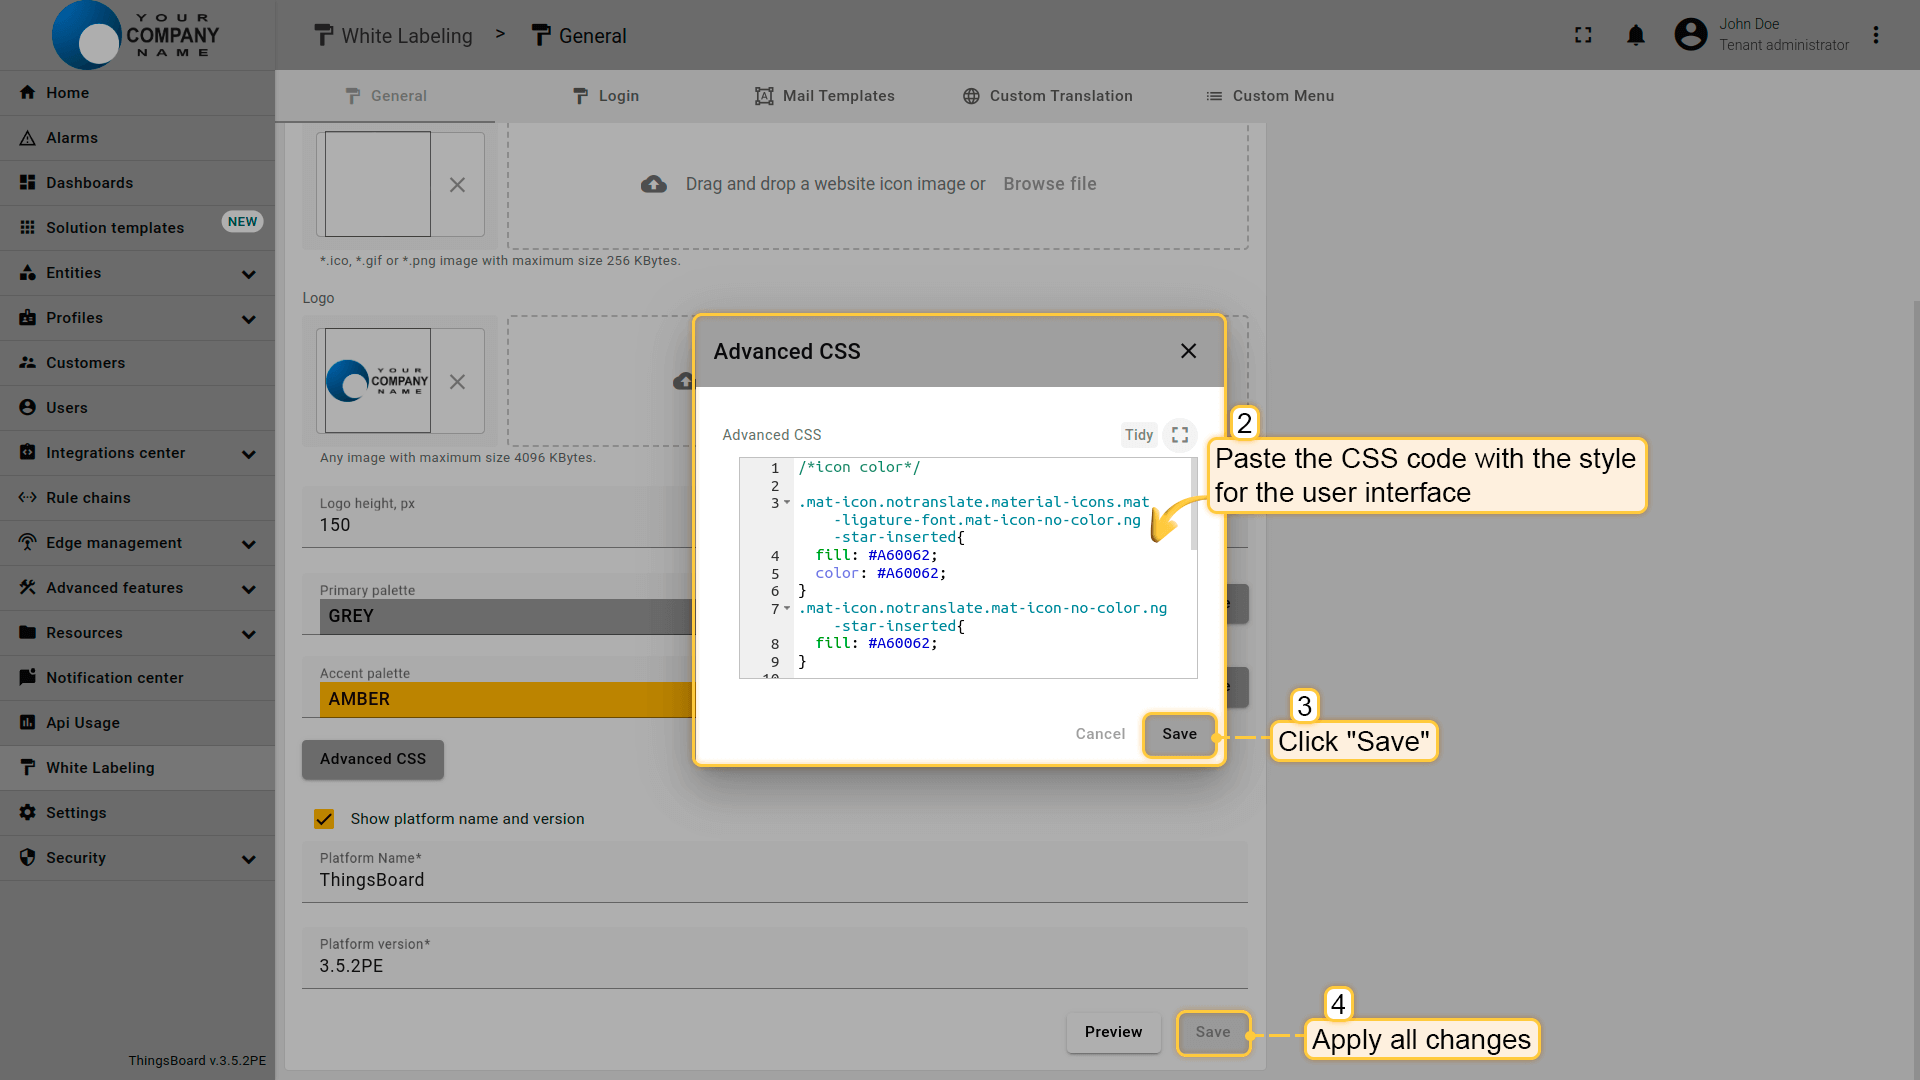 YOUR
COMPANY
NAME
White Labeling > General
John Doe
Tenant administrator
Home
Alarms
Dashboards
Solution templates NEW
Entities
Profiles
Customers
Users
Integrations center
Rule chains
Edge management
Advanced features
Resources
Notification center
Api Usage
White Labeling
Settings
Security
ThingsBoard v.3.5.2PE
General Login Mail Templates Custom Translation Custom Menu
Drag and drop a website icon image or Browse file
*.ico, *.gif or *.png image with maximum size 256 KBytes.
Logo
YOUR
COMPANY
NAME
Any image with maximum size 4096 KBytes.
Logo height, px
150
Primary palette
GREY
Accent palette
AMBER
Advanced CSS
Show platform name and version
Platform Name*
ThingsBoard
Platform version*
3.5.2PE
Preview Save
Advanced CSS
Advanced CSS Tidy
1 /*icon color*/
2
3 .mat-icon.notranslate.material-icons.mat
-ligature-font.mat-icon-no-color.ng
-star-inserted{
4 fill: #A60062;
5 color: #A60062;
6 }
7 .mat-icon.notranslate.mat-icon-no-color.ng
-star-inserted{
8 fill: #A60062;
9 }
10
Cancel Save
2
Paste the CSS code with the style
for the user interface
3
Click "Save"
4
Apply all changes